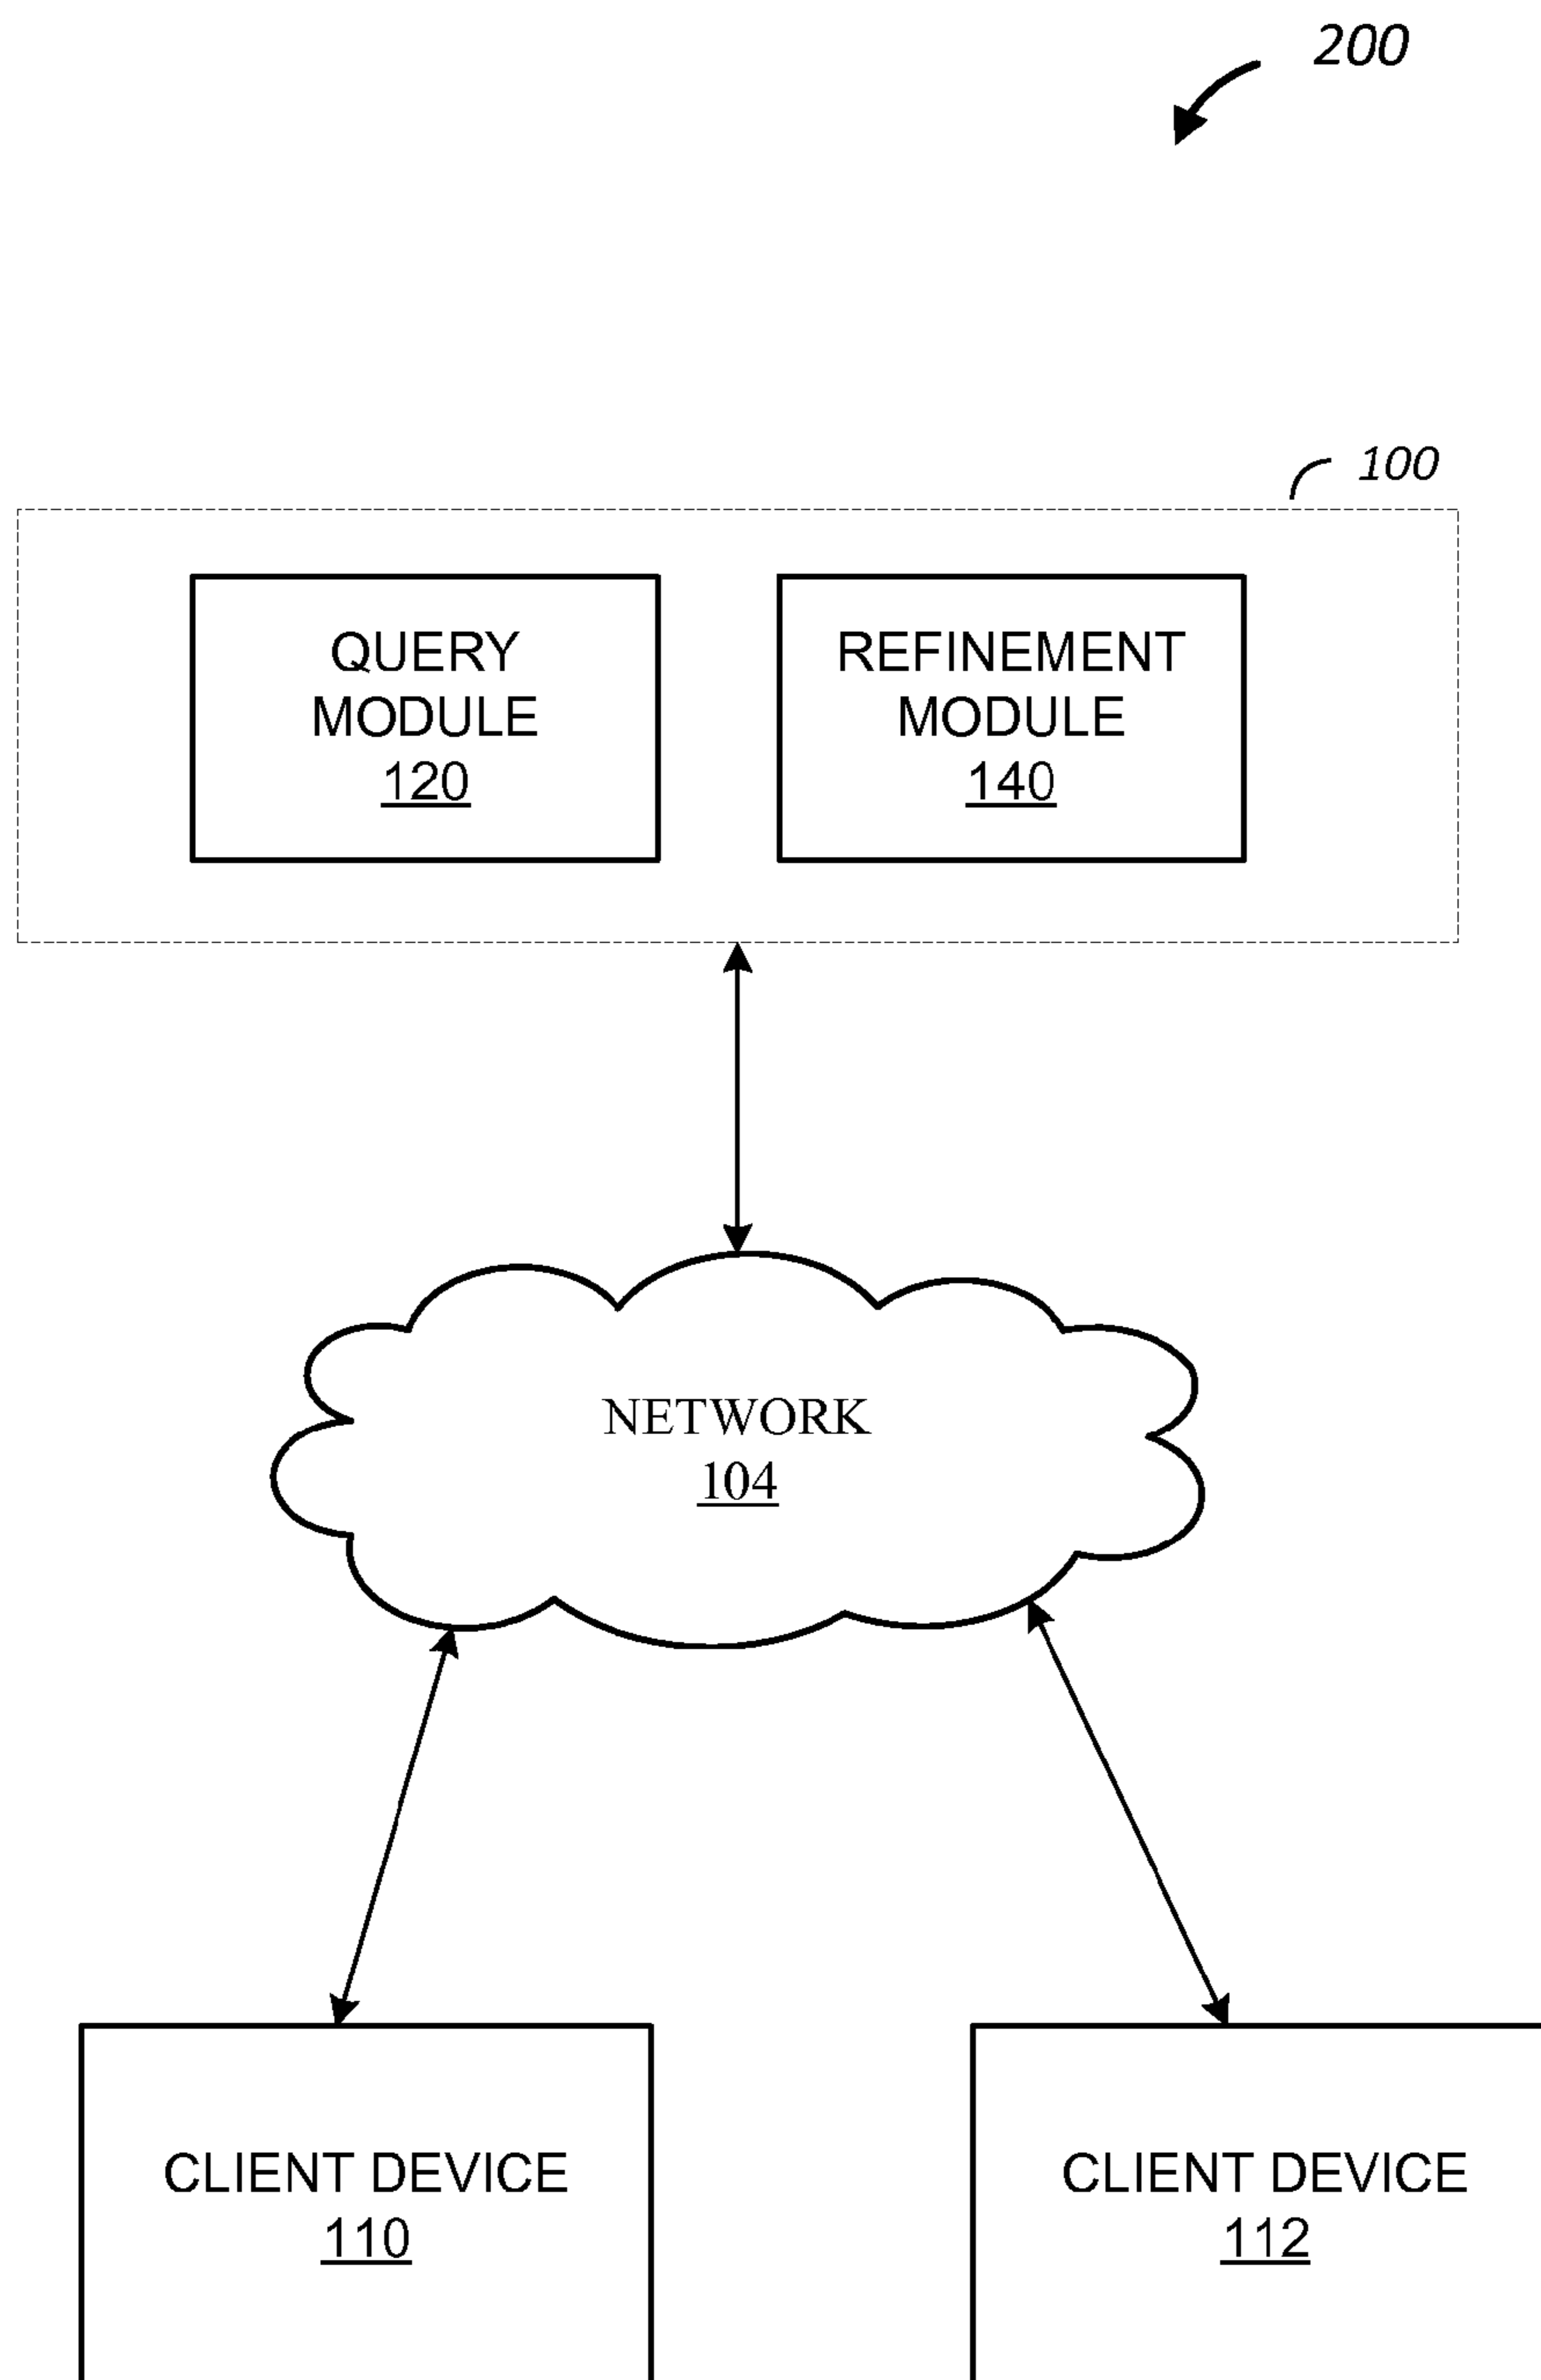 200
100
QUERY
MODULE
120
REFINEMENT
MODULE
140
NETWORK
104
CLIENT DEVICE
110
CLIENT DEVICE
112